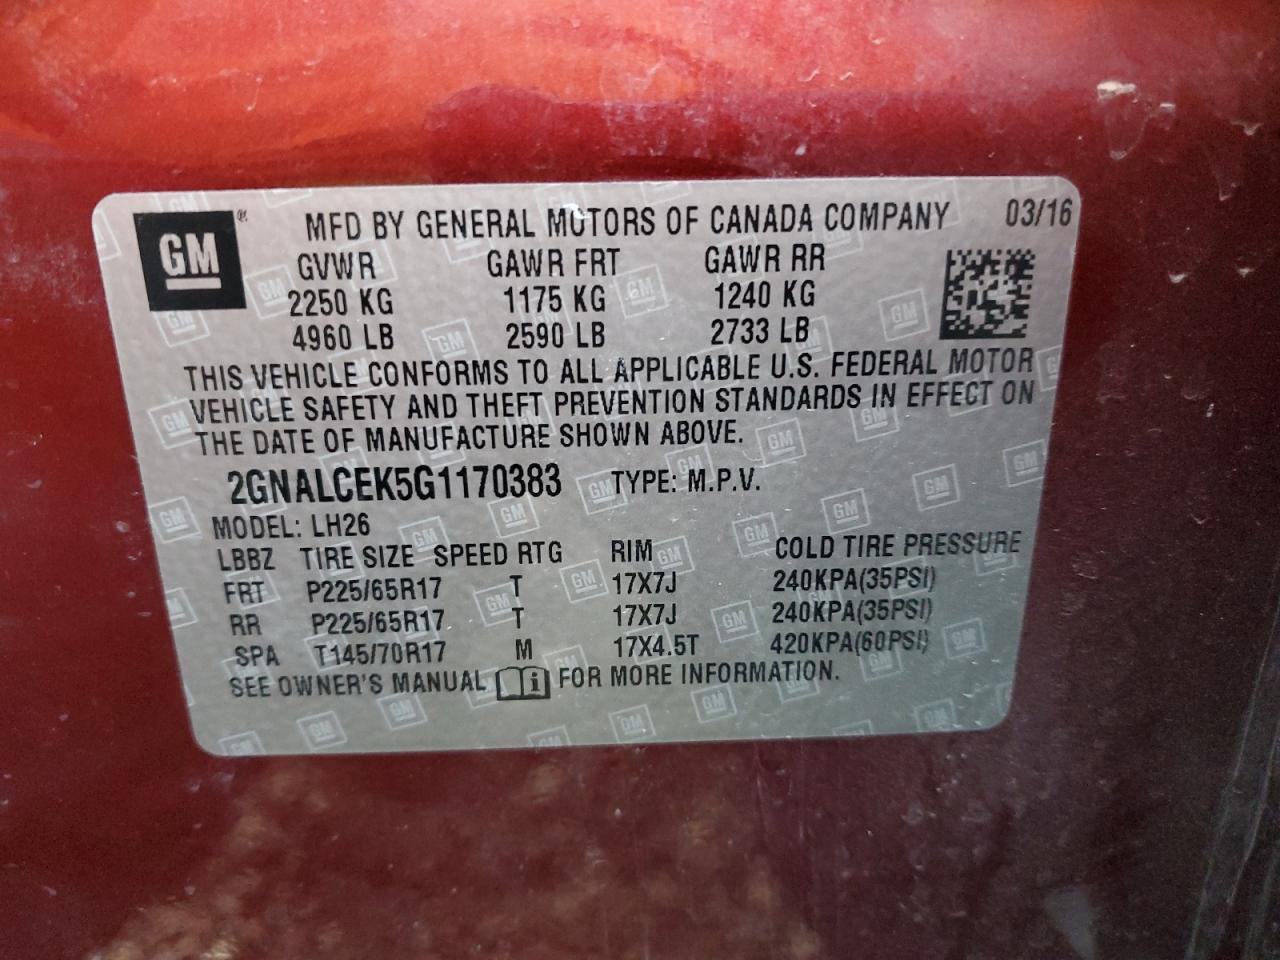 GM ® MFD BY GENERAL MOTORS OF CANADA COMPANY 03/16
GVWR GAWR FRT GAWR RR
2250 KG 1175 KG 1240 KG
4960 LB 2590 LB 2733 LB
THIS VEHICLE CONFORMS TO ALL APPLICABLE U.S. FEDERAL MOTOR
VEHICLE SAFETY AND THEFT PREVENTION STANDARDS IN EFFECT ON
THE DATE OF MANUFACTURE SHOWN ABOVE.
2GNALCEK5G1170383 TYPE: M.P.V.
MODEL: LH26
LBBZ TIRE SIZE SPEED RTG RIM COLD TIRE PRESSURE
FRT P225/65R17 T 17X7J 240KPA(35PSI)
RR P225/65R17 T 17X7J 240KPA(35PSI)
SPA T145/70R17 M 17X4.5T 420KPA(60PSI)
SEE OWNER'S MANUAL i FOR MORE INFORMATION.